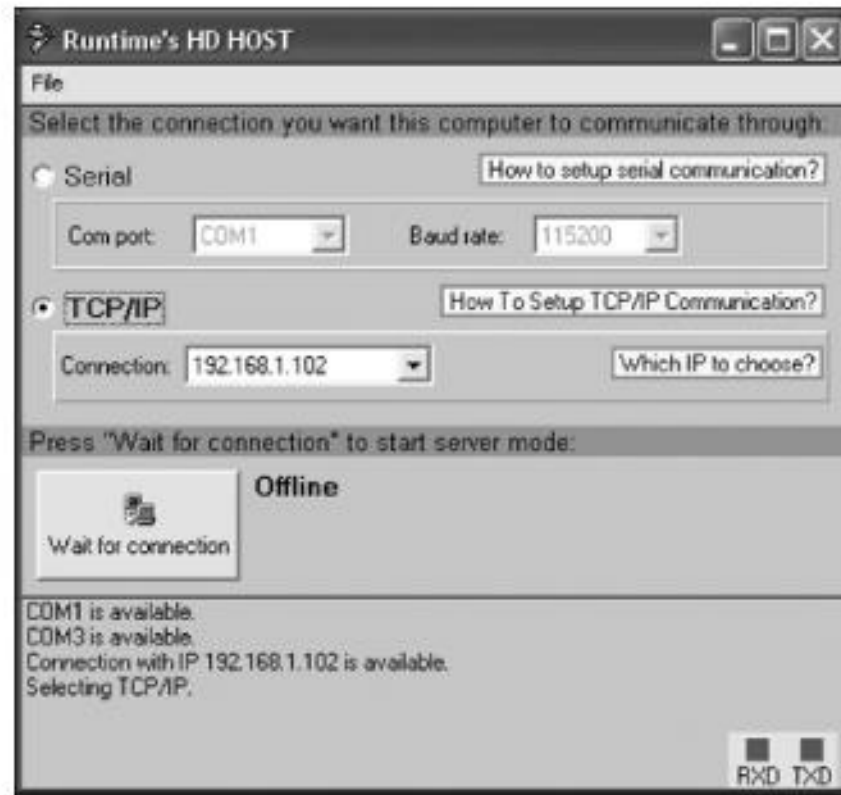 Runtime's HD HOST
File
Select the connection you want this computer to communicate through:
Serial
How to setup serial communication?
Com port:
COM1
Baud rate:
115200
TCP/IP
How To Setup TCP/IP Communication?
Connection:
192.168.1.102
Which IP to choose?
Press "Wait for connection" to start server mode:
Offline
Wait for connection
COM1 is available.
COM3 is available.
Connection with IP 192.168.1.102 is available.
Selecting TCP/IP.
RXD TXD